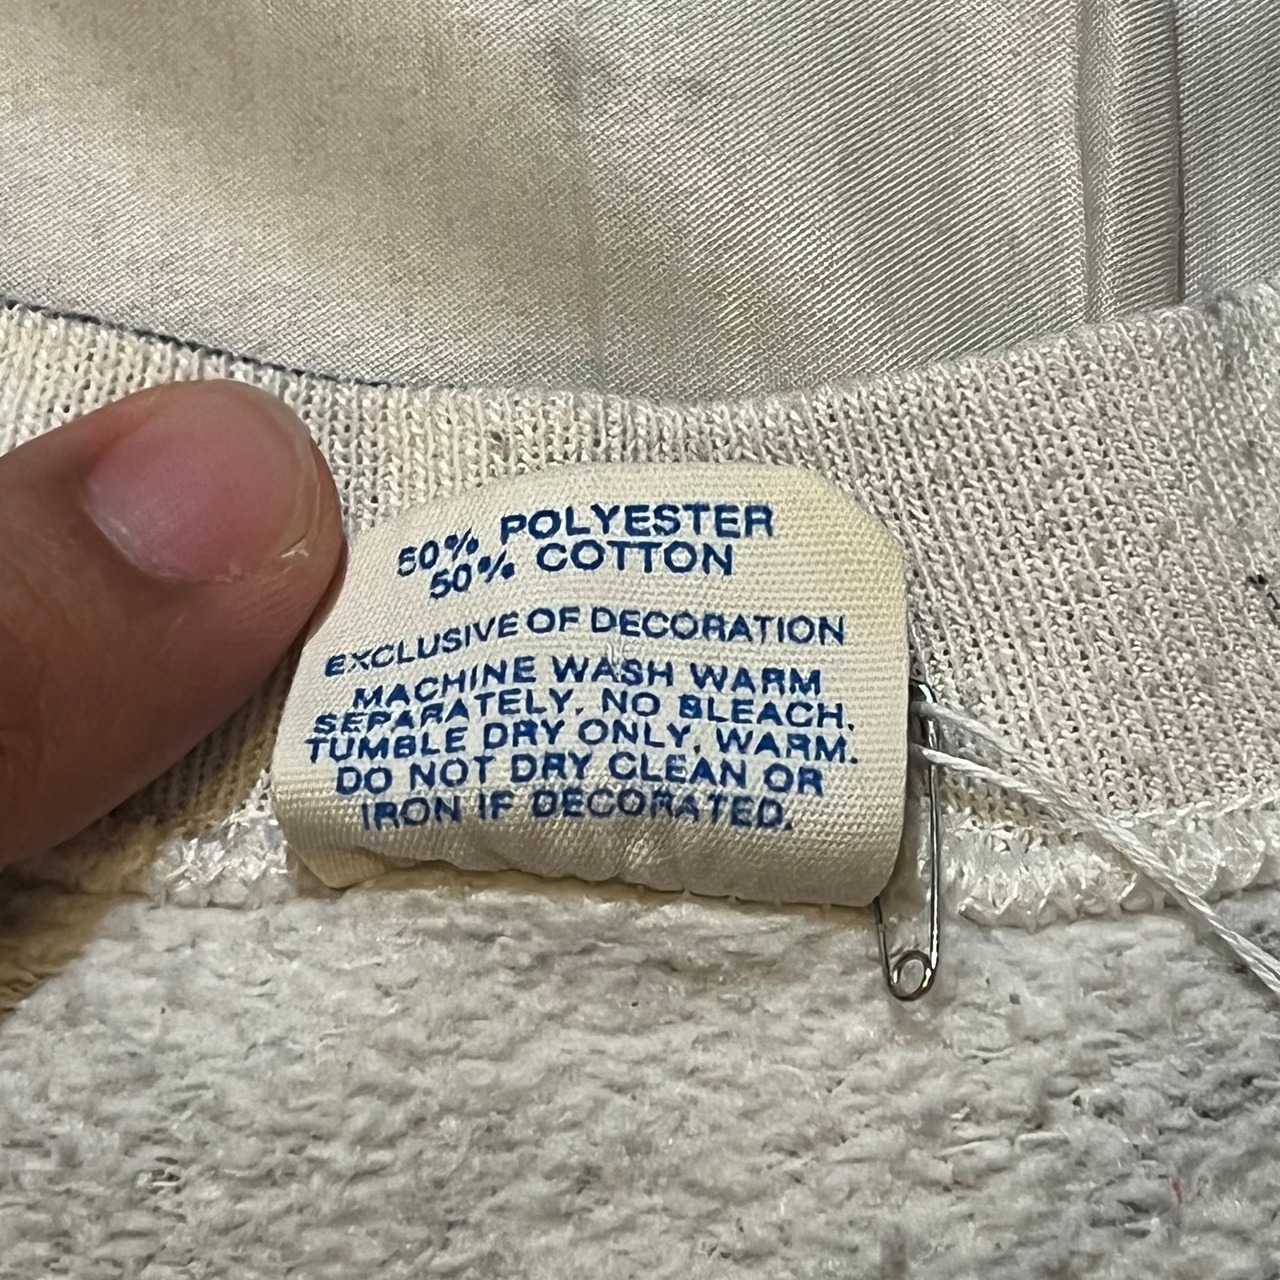 50% POLYESTER
50% COTTON
EXCLUSIVE OF DECORATION
MACHINE WASH WARM
SEPARATELY, NO BLEACH.
TUMBLE DRY ONLY, WARM.
DO NOT DRY CLEAN OR
IRON IF DECORATED.